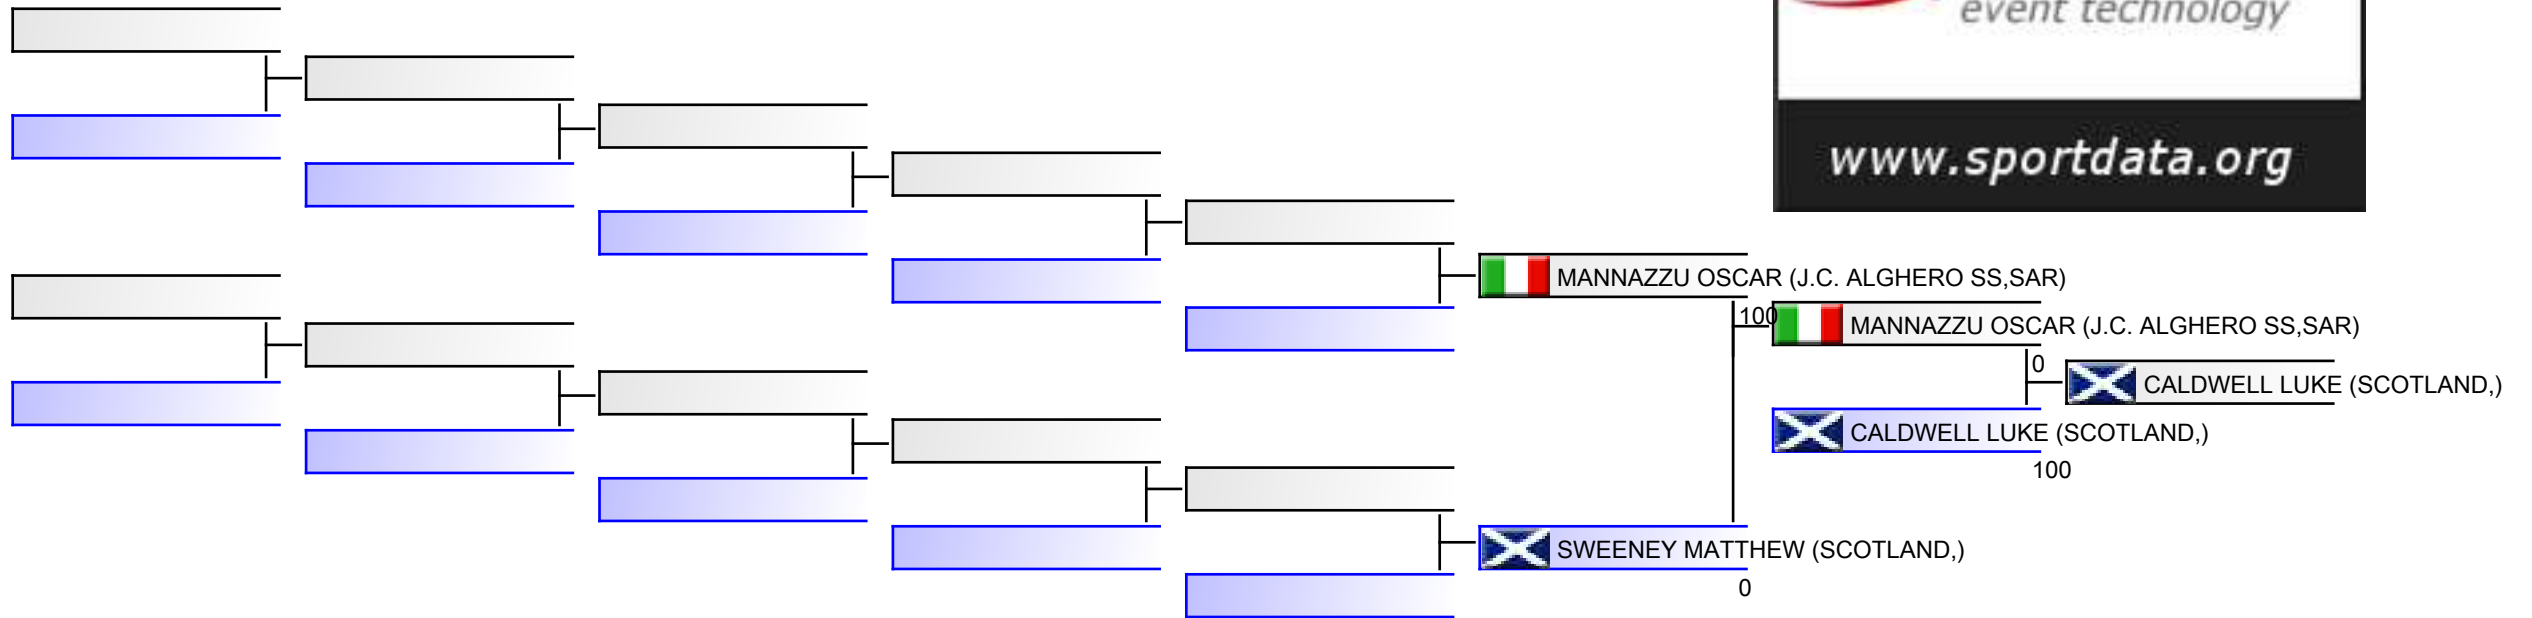 event technology
www.sportdata.org
MANNAZZU OSCAR (J.C. ALGHERO SS,SAR)
100
MANNAZZU OSCAR (J.C. ALGHERO SS,SAR)
0
CALDWELL LUKE (SCOTLAND,)
CALDWELL LUKE (SCOTLAND,)
100
SWEENEY MATTHEW (SCOTLAND,)
0